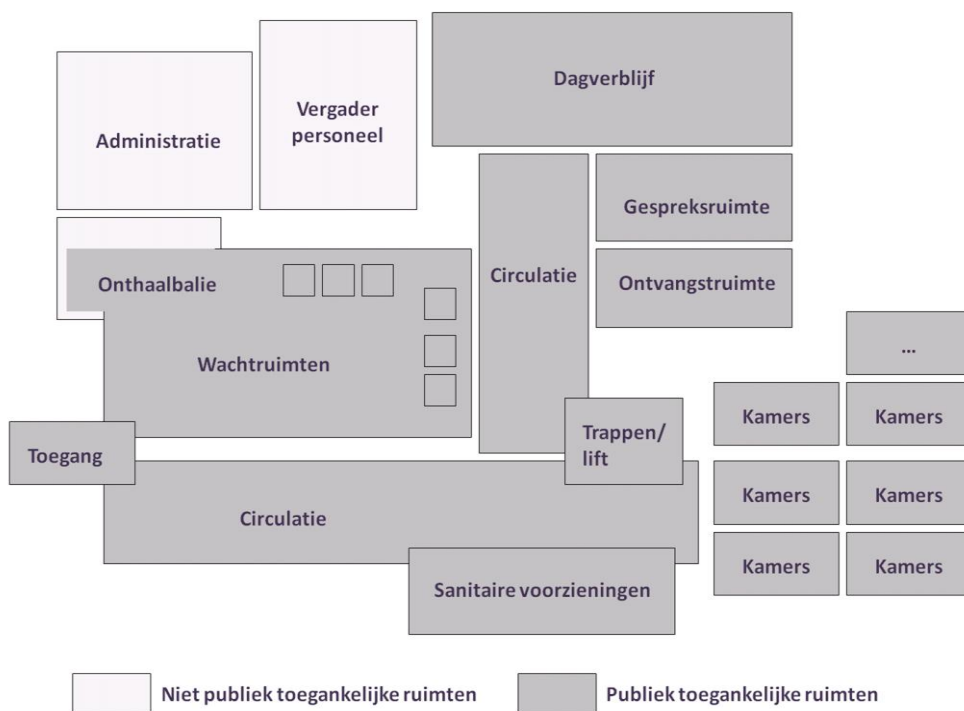 Dagverblijf
Vergader
personeel
Administratie
Gespreksruimte
Onthaalbalie
Circulatie
Ontvangstruimte
Wachtruimten
...
Kamers
Kamers
Trappen/
lift
Toegang
Kamers
Kamers
Circulatie
Kamers
Kamers
Sanitaire voorzieningen
Niet publiek toegankelijke ruimten
Publiek toegankelijke ruimten